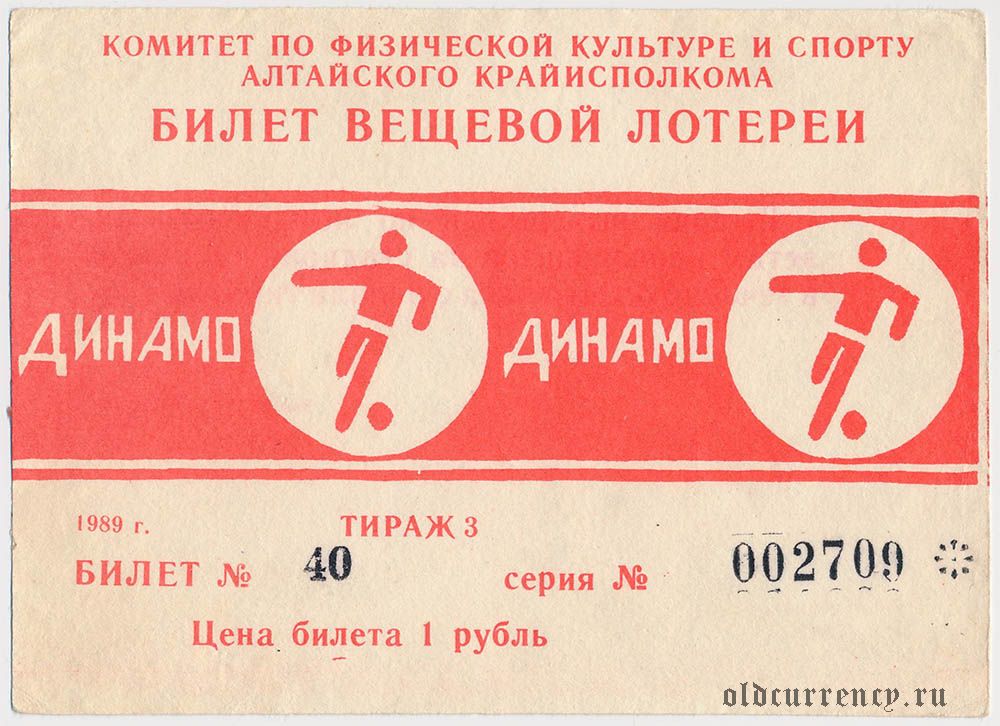 КОМИТЕТ ПО ФИЗИЧЕСКОЙ КУЛЬТУРЕ И СПОРТУ
АЛТАЙСКОГО КРАЙИСПОЛКОМА
БИЛЕТ ВЕЩЕВОЙ ЛОТЕРЕИ
ДИНАМО ДИНАМО
1989 г. ТИРАЖ 3
БИЛЕТ № 40 серия № 002709
Цена билета 1 рубль
oldcurrency.ru